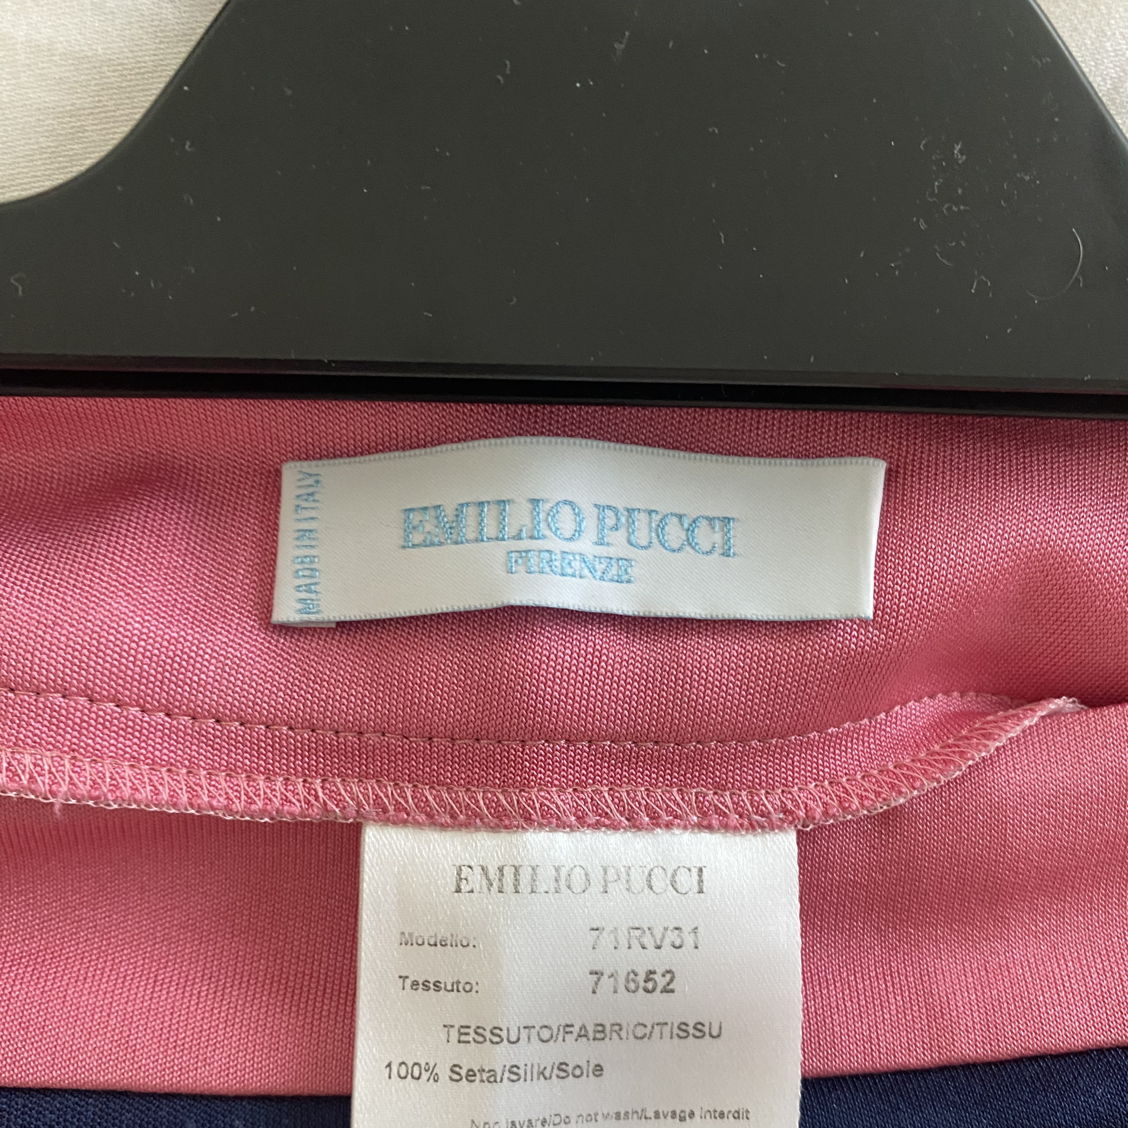 MADE IN ITALY
EMILIO PUCCI
FIRENZE
EMILIO PUCCI
Modello: 71RV31
Tessuto: 71652
TESSUTO/FABRIC/TISSU
100% Seta/Silk/Soie
Non lavare/Do not wash/Lavage interdit